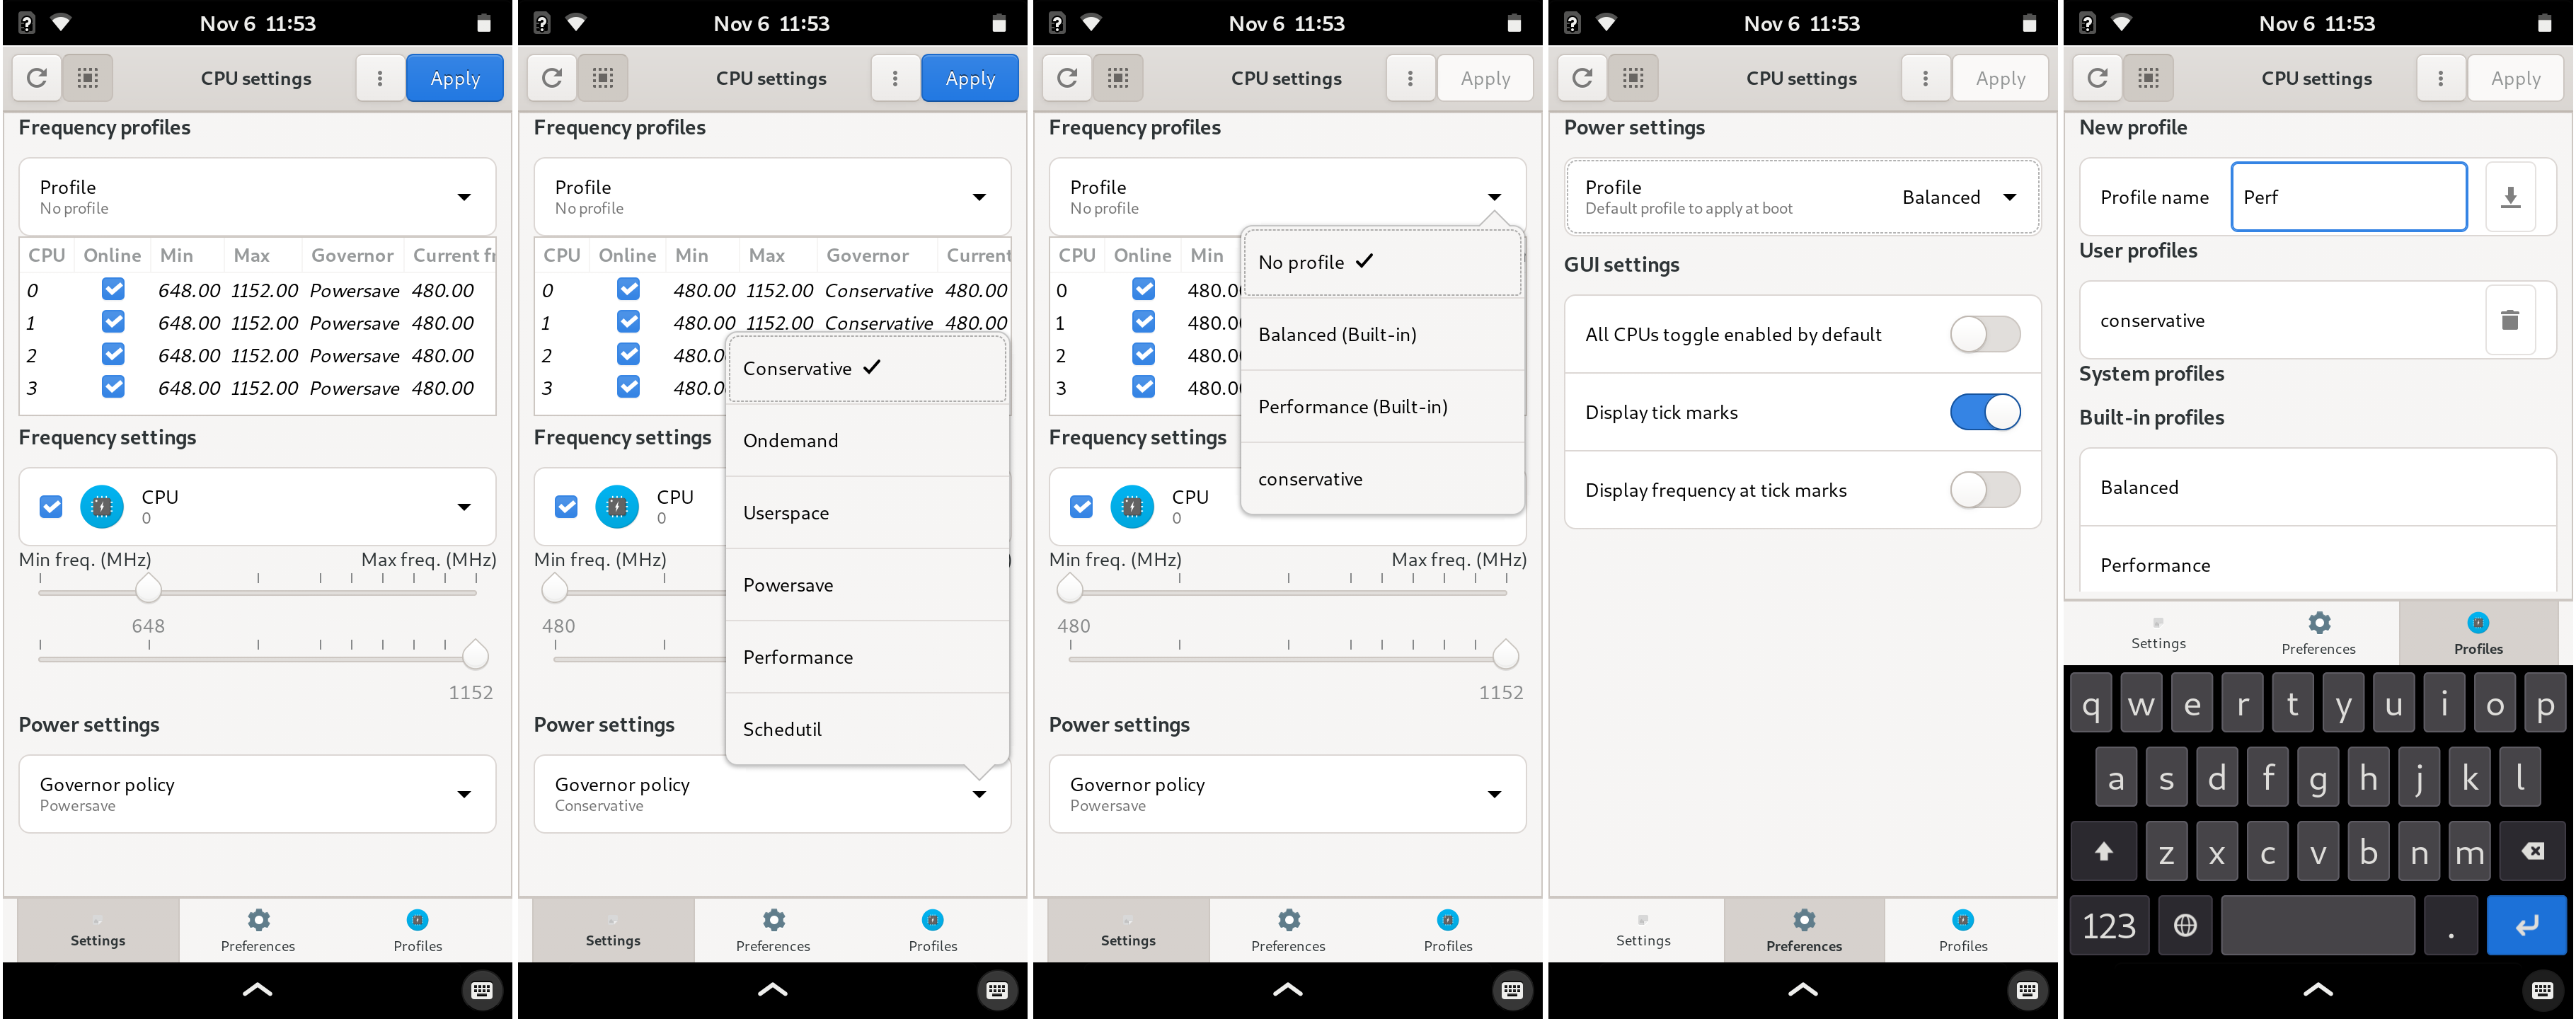 Nov 6 11:53
CPU settings
Apply
Frequency profiles
Profile
No profile
CPU Online Min Max Governor Current fr
0 648.00 1152.00 Powersave 480.00
1 648.00 1152.00 Powersave 480.00
2 648.00 1152.00 Powersave 480.00
3 648.00 1152.00 Powersave 480.00
Frequency settings
CPU
0
Min freq. (MHz) Max freq. (MHz)
648
1152
Power settings
Governor policy
Powersave
Settings Preferences Profiles
Nov 6 11:53
CPU settings
Apply
Frequency profiles
Profile
No profile
CPU Online Min Max Governor Current
0 480.00 1152.00 Conservative 480.00
1 480.00 1152.00 Conservative 480.00
2 480.0
3 480.0
Conservative
Ondemand
Userspace
Powersave
Performance
Schedutil
Frequency settings
CPU
0
Min freq. (MHz)
480
Power settings
Governor policy
Conservative
Settings Preferences Profiles
Nov 6 11:53
CPU settings
Apply
Frequency profiles
Profile
No profile
CPU Online Min
0 480.0
1 480.0
2 480.0
3 480.0
No profile
Balanced (Built-in)
Performance (Built-in)
conservative
Frequency settings
CPU
0
Min freq. (MHz) Max freq. (MHz)
480
1152
Power settings
Governor policy
Powersave
Settings Preferences Profiles
Nov 6 11:53
CPU settings
Apply
Power settings
Profile
Default profile to apply at boot
Balanced
GUI settings
All CPUs toggle enabled by default
Display tick marks
Display frequency at tick marks
Settings Preferences Profiles
Nov 6 11:53
CPU settings
Apply
New profile
Profile name Perf
User profiles
conservative
System profiles
Built-in profiles
Balanced
Performance
Settings Preferences Profiles
q w e r t y u i o p
a s d f g h j k l
z x c v b n m
123 .